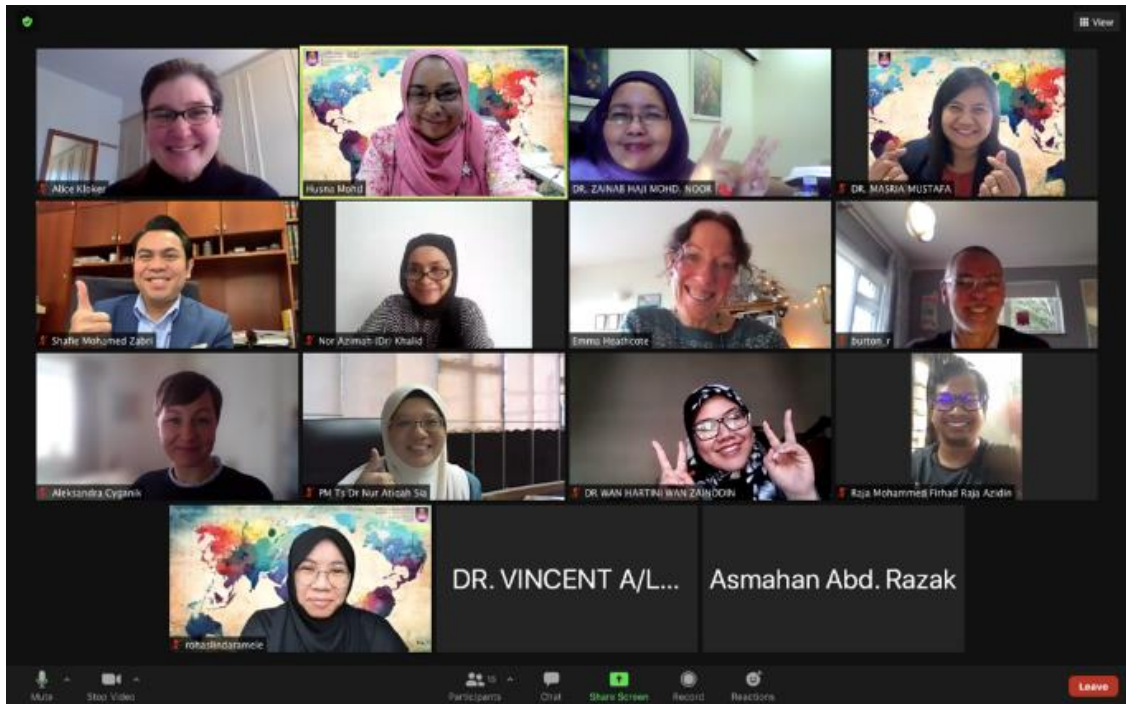 View
Alice Kloker
Husna Mohd
DR. ZAINAB HAJI MOHD. NOOR
DR. MASRIA MUSTAFA
Shafie Mohamed Zabri
Nor Azimah (Dr) Khalid
Emma Heathcote
burton_r
Aleksandra Cyganik
PM Ts Dr Nur Atiqah Sia
DR WAN HARTINI WAN ZAINODIN
Raja Mohammed Firhad Raja Azidin
rohaslindaramele
DR. VINCENT A/L...
Asmahan Abd. Razak
Mute
Stop Video
Participants
15
Chat
Share Screen
Record
Reactions
Leave